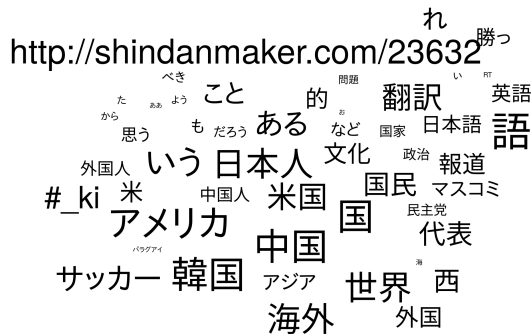 れ
勝っ
http://shindanmaker.com/23632
べき
問題
い
RT
た
ああ
よう
こと
的
翻訳
英語
から
思う
も
だろう
ある
お
など
国家
日本語
語
外国人
いう
日本人
文化
政治
報道
#_ki
米
中国人
米国
国民
マスコミ
アメリカ
国
民主党
代表
パラグアイ
中国
サッカー
韓国
アジア
世界
海
西
海外
外国